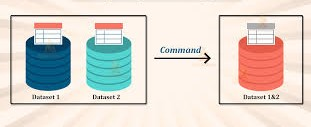 Command
Dataset 1
Dataset 2
Dataset 1&2